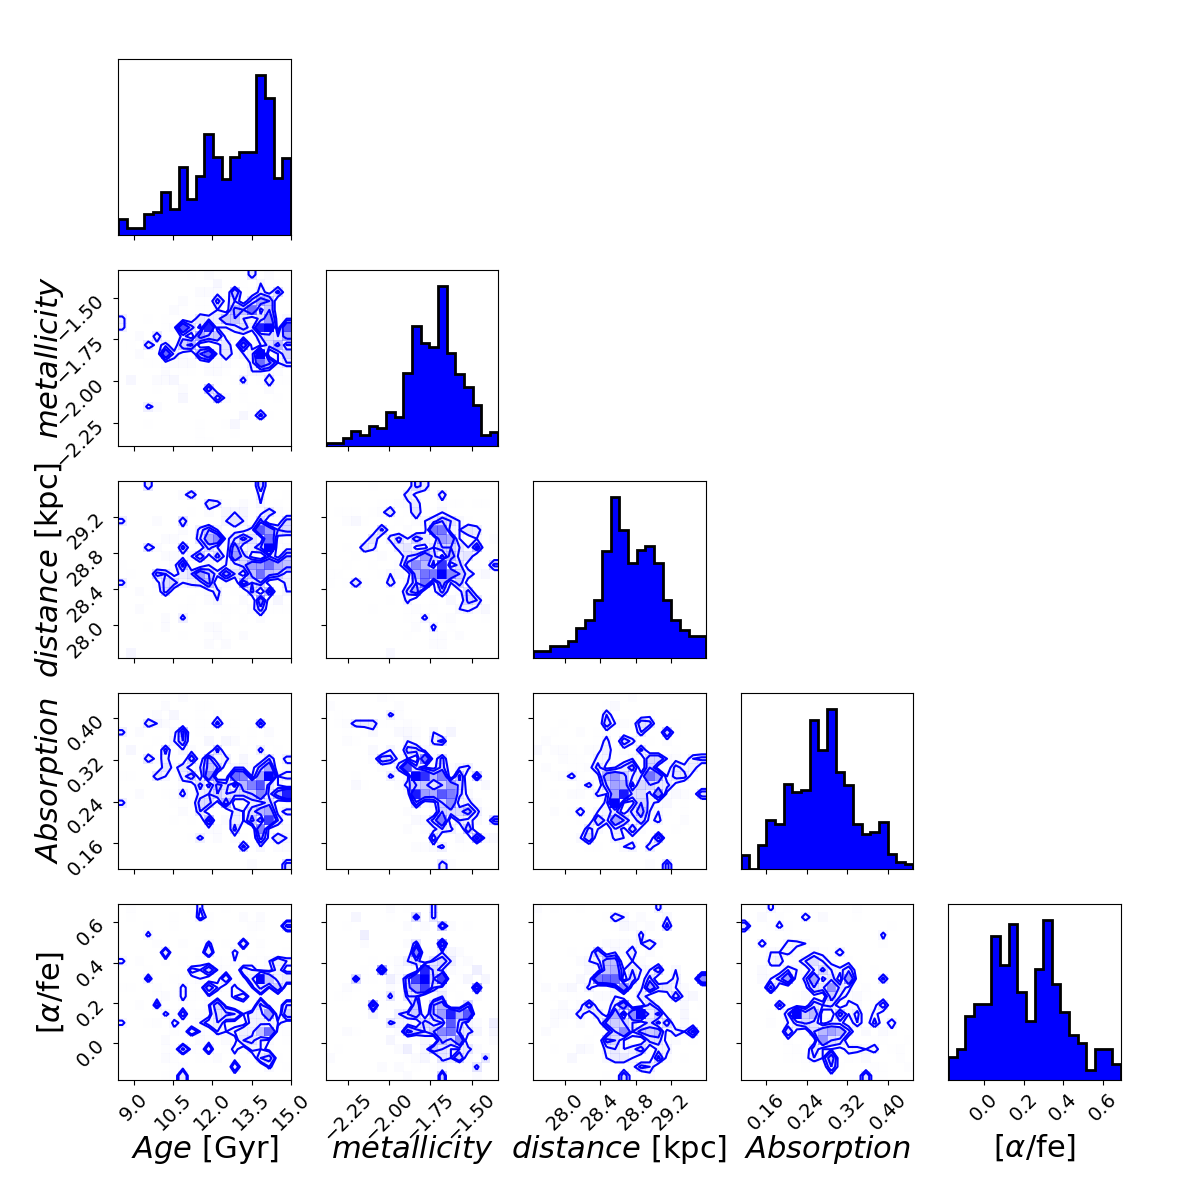 metallicity
−1.50
−1.75
−2.00
−2.25
distance [kpc]
29.2
28.8
28.4
28.0
Absorption
0.40
0.32
0.24
0.16
[α/fe]
0.6
0.4
0.2
0.0
9.0 10.5 12.0 13.5 15.0
−2.25 −2.00 −1.75 −1.50
28.0 28.4 28.8 29.2
0.16 0.24 0.32 0.40
0.0 0.2 0.4 0.6
Age [Gyr]
metallicity
distance [kpc]
Absorption
[α/fe]